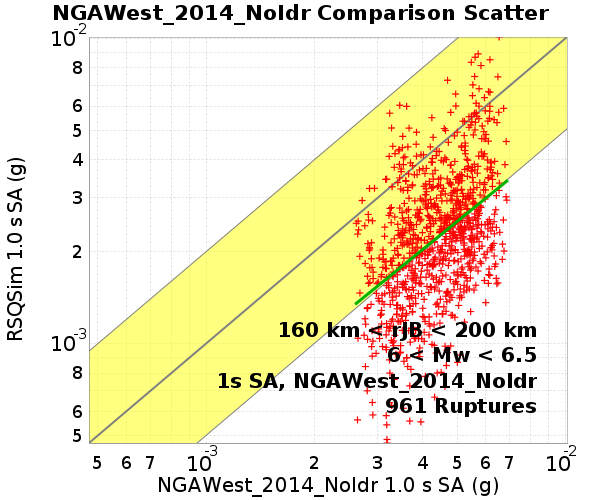 NGAWest_2014_NoIdr Comparison Scatter
10-2
8
6
5
4
3
2
10-3
8
6
5
RSQSim 1.0 s SA (g)
160 km < rJB < 200 km
6 < Mw < 6.5
1s SA, NGAWest_2014_NoIdr
961 Ruptures
5 6 7 10-3 2 3 4 5 6 7 10-2
NGAWest_2014_NoIdr 1.0 s SA (g)